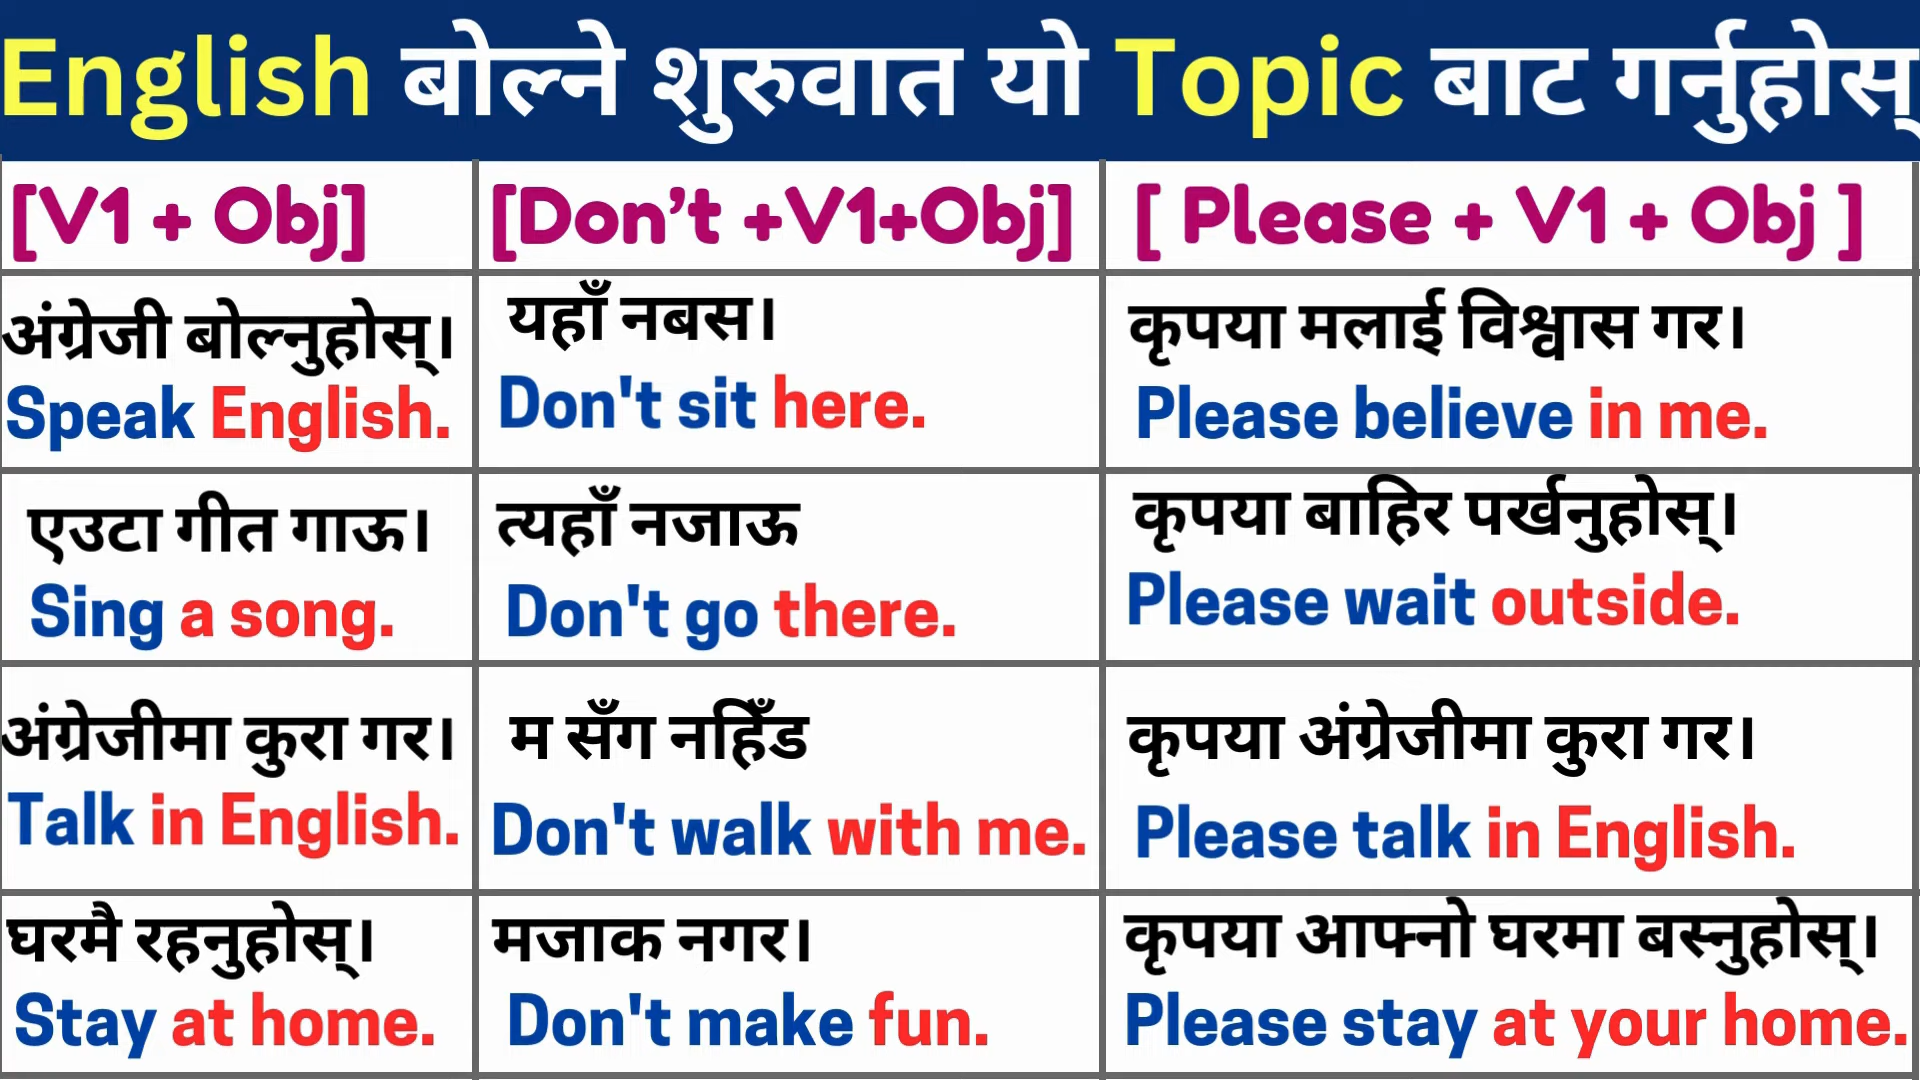 English बोल्ने शुरुवात यो Topic बाट गर्नुहोस्
[V1 + Obj]
[Don’t +V1+Obj]
[ Please + V1 + Obj ]
अंग्रेजी बोल्नुहोस्।
Speak English.
यहाँ नबस।
Don't sit here.
कृपया मलाई विश्वास गर।
Please believe in me.
एउटा गीत गाऊ।
Sing a song.
त्यहाँ नजाऊ
Don't go there.
कृपया बाहिर पर्खनुहोस्।
Please wait outside.
अंग्रेजीमा कुरा गर।
Talk in English.
म सँग नहिँड
Don't walk with me.
कृपया अंग्रेजीमा कुरा गर।
Please talk in English.
घरमै रहनुहोस्।
Stay at home.
मजाक नगर।
Don't make fun.
कृपया आफ्नो घरमा बस्नुहोस्।
Please stay at your home.